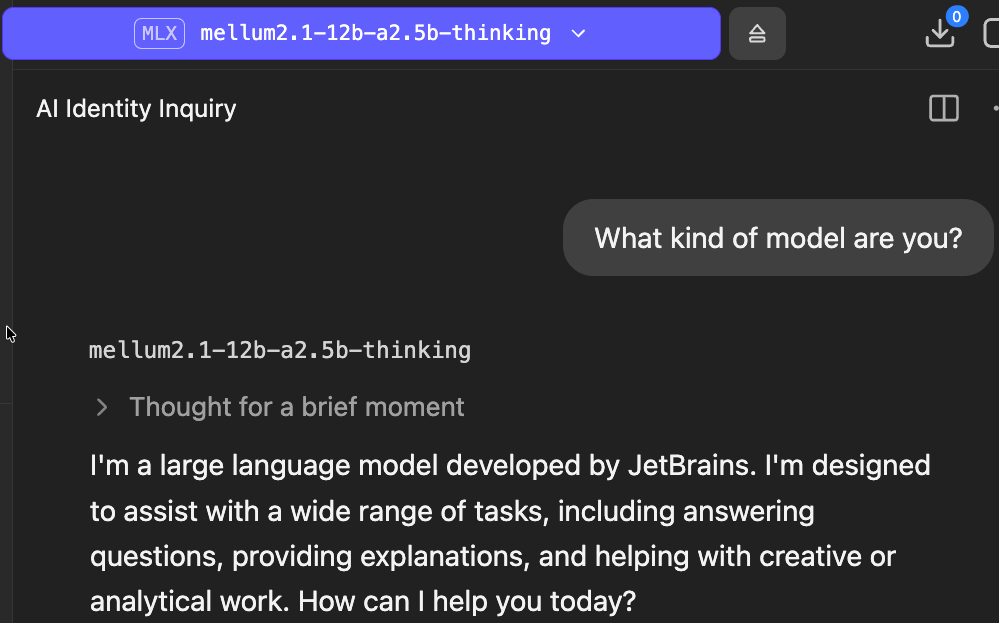 MLX mellum2.1-12b-a2.5b-thinking
0
AI Identity Inquiry
What kind of model are you?
mellum2.1-12b-a2.5b-thinking
Thought for a brief moment
I'm a large language model developed by JetBrains. I'm designed
to assist with a wide range of tasks, including answering
questions, providing explanations, and helping with creative or
analytical work. How can I help you today?